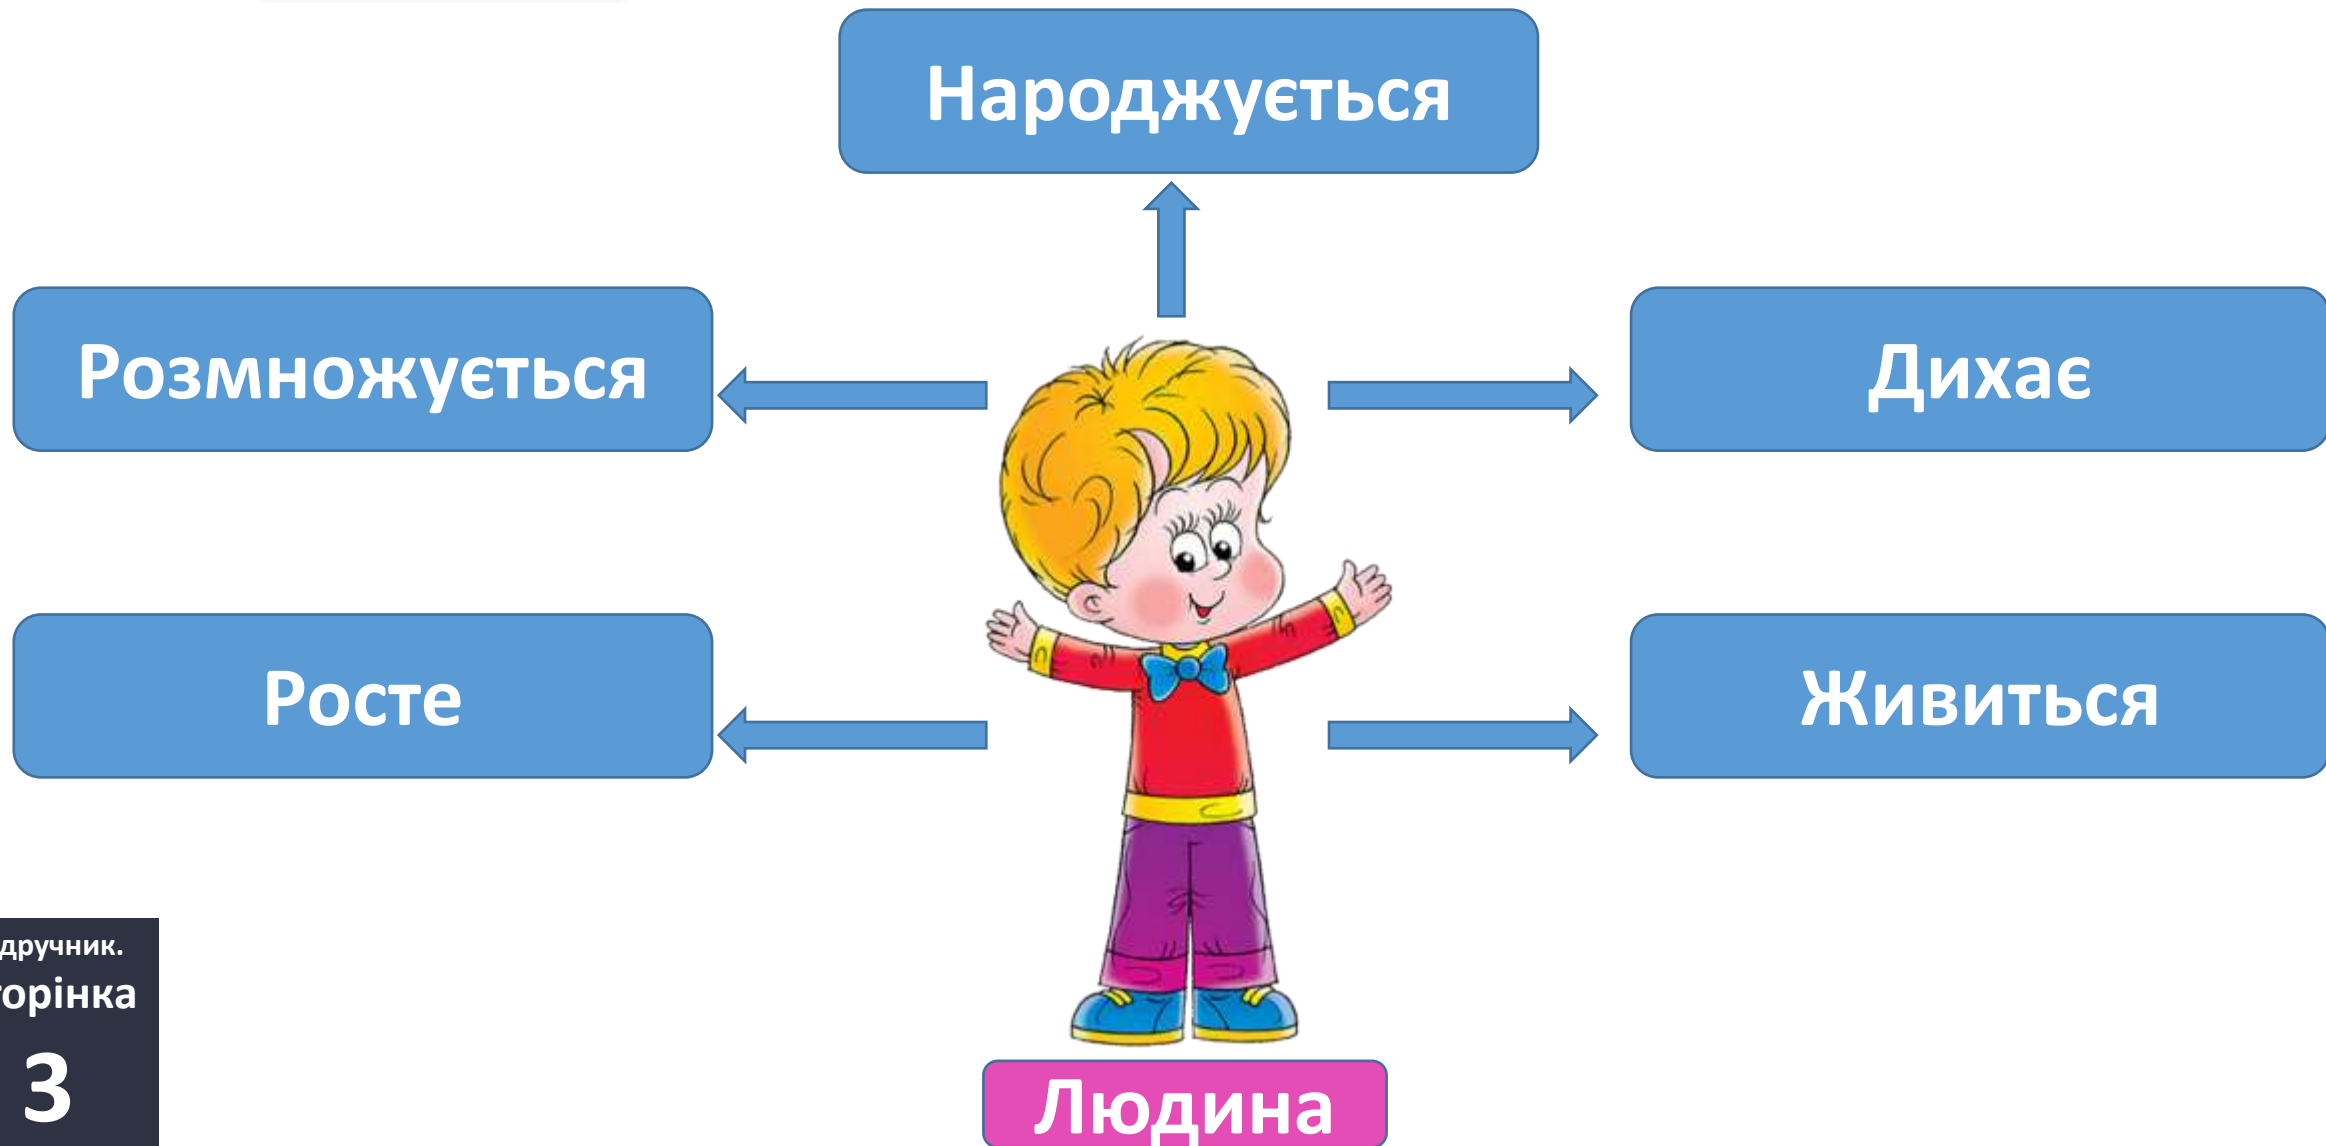 Народжується
Розмножується
Дихає
Росте
Живиться
дручник.
орінка
3
Людина